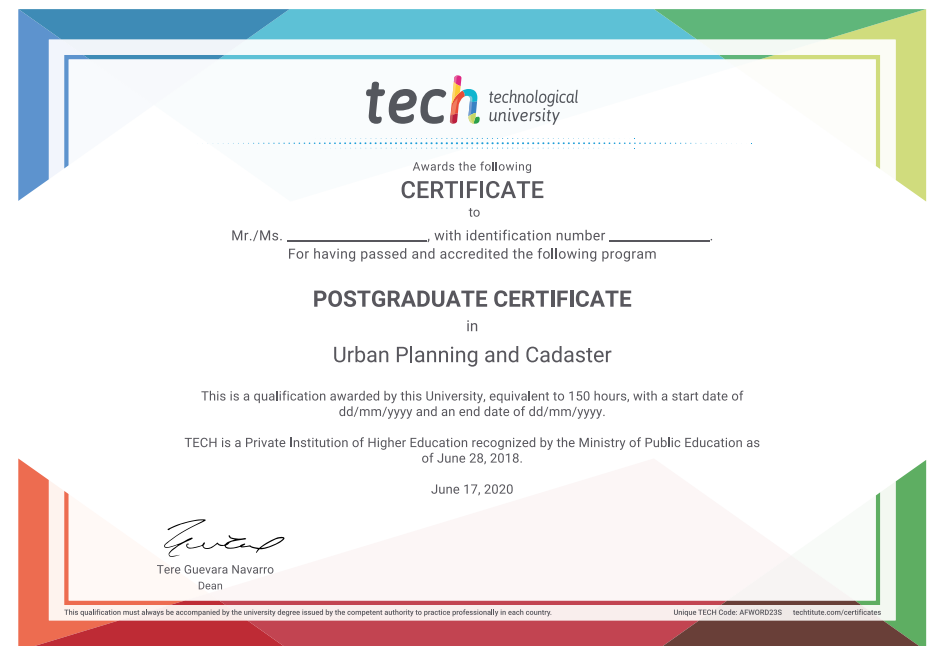 tech technological
university
Awards the following
CERTIFICATE
to
Mr./Ms. ____________________, with identification number ______________.
For having passed and accredited the following program
POSTGRADUATE CERTIFICATE
in
Urban Planning and Cadaster
This is a qualification awarded by this University, equivalent to 150 hours, with a start date of
dd/mm/yyyy and an end date of dd/mm/yyyy.
TECH is a Private Institution of Higher Education recognized by the Ministry of Public Education as
of June 28, 2018.
June 17, 2020
Tere Guevara Navarro
Dean
This qualification must always be accompanied by the university degree issued by the competent authority to practice professionally in each country.
Unique TECH Code: AFWORD23S techtitute.com/certificates